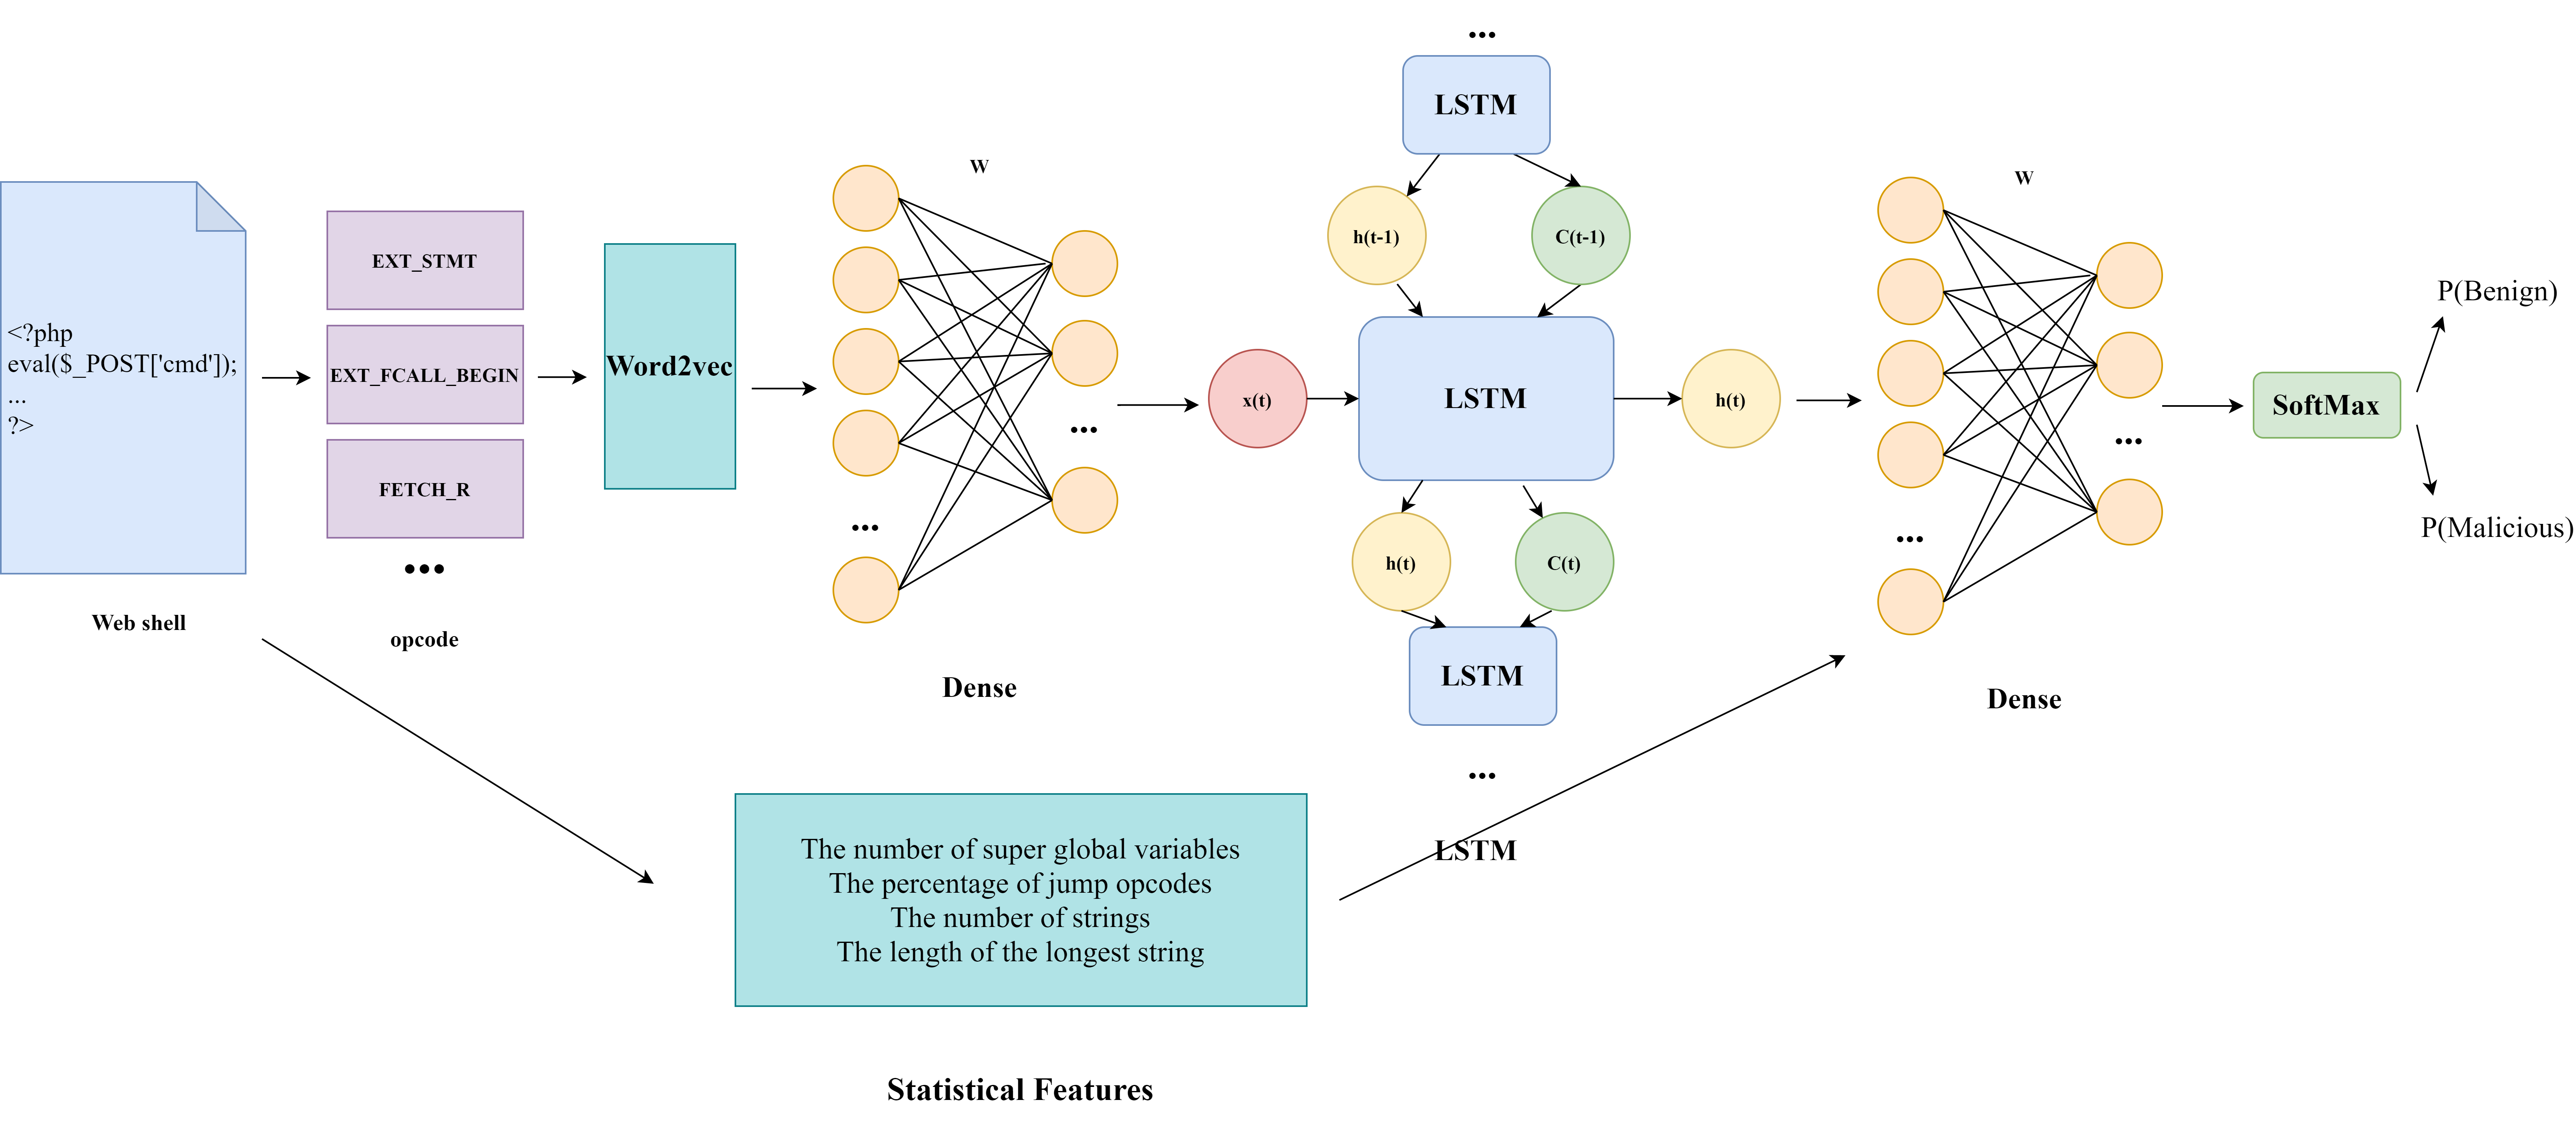 <?php
eval($_POST['cmd']);
...
?>
Web shell
EXT_STMT
EXT_FCALL_BEGIN
FETCH_R
...
opcode
Word2vec
W
...
...
Dense
x(t)
...
LSTM
h(t-1)
C(t-1)
LSTM
h(t)
h(t)
C(t)
LSTM
...
LSTM
W
...
...
Dense
SoftMax
P(Benign)
P(Malicious)
The number of super global variables
The percentage of jump opcodes
The number of strings
The length of the longest string
Statistical Features